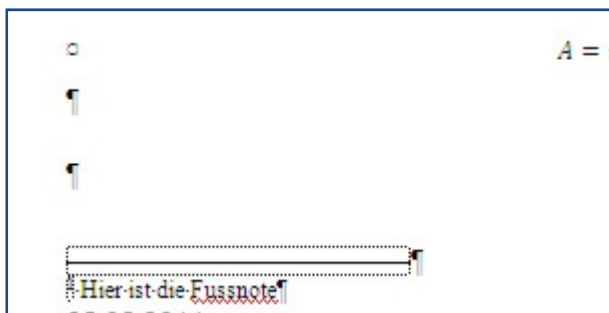 A =
Hier ist die Fussnote